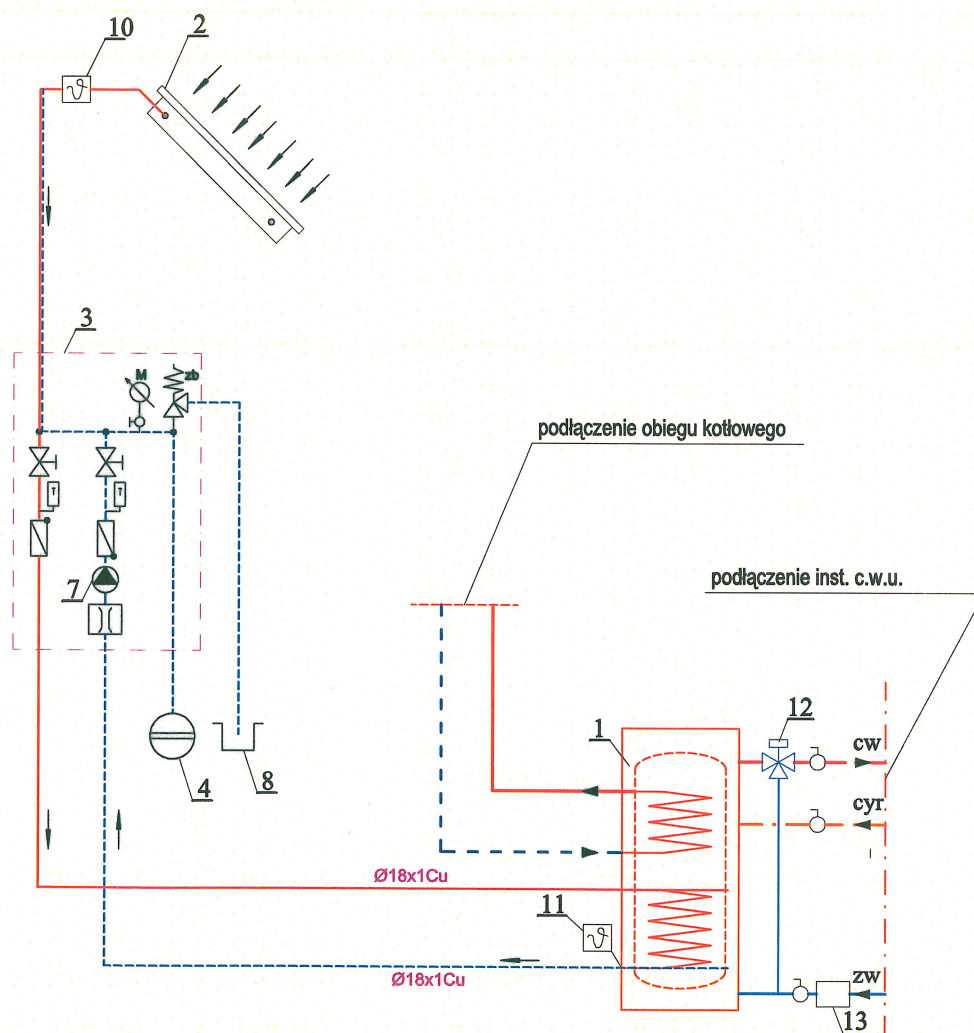 10
2
3
M
zb
T
T
7
4
8
podłączenie obiegu kotłowego
podłączenie inst. c.w.u.
12
1
cw
cyr
Ø18x1Cu
11
Ø18x1Cu
zw
13